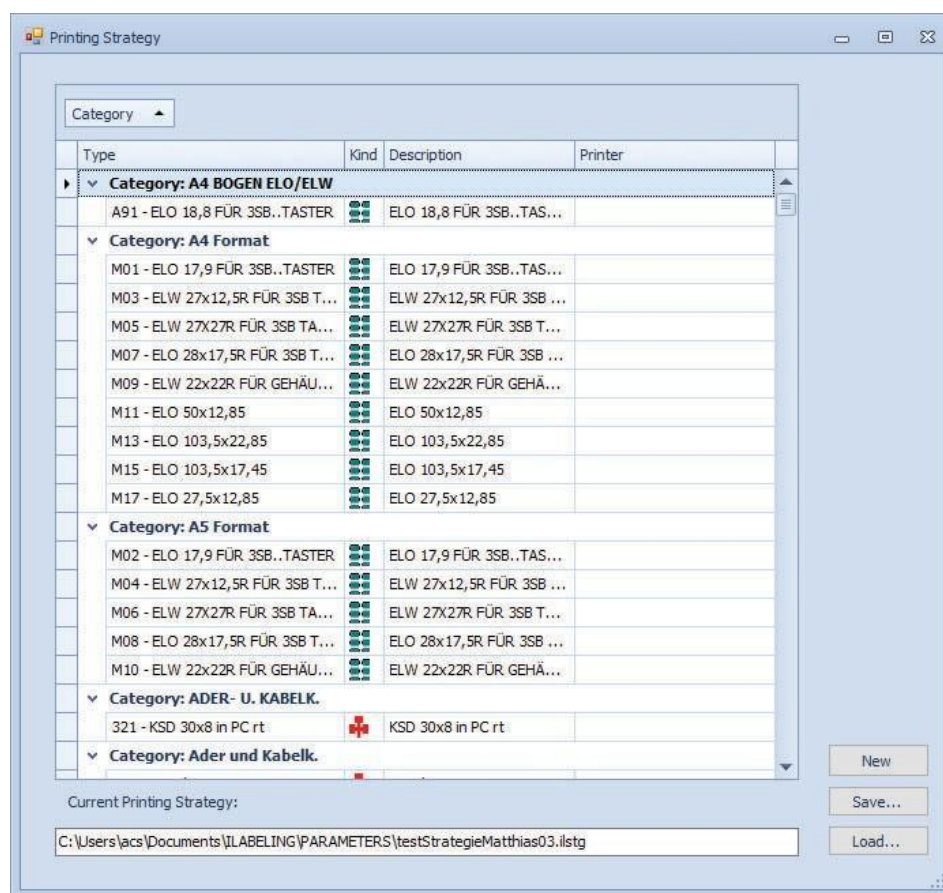 Printing Strategy
Category
Type Kind Description Printer
Category: A4 BOGEN ELO/ELW
A91 - ELO 18,8 FÜR 3SB..TASTER ELO 18,8 FÜR 3SB..TAS...
Category: A4 Format
M01 - ELO 17,9 FÜR 3SB..TASTER ELO 17,9 FÜR 3SB..TAS...
M03 - ELW 27x12,5R FÜR 3SB T... ELW 27x12,5R FÜR 3SB ...
M05 - ELW 27X27R FÜR 3SB TA... ELW 27X27R FÜR 3SB T...
M07 - ELO 28x17,5R FÜR 3SB T... ELO 28x17,5R FÜR 3SB ...
M09 - ELW 22x22R FÜR GEHÄU... ELW 22x22R FÜR GEHÄ...
M11 - ELO 50x12,85 ELO 50x12,85
M13 - ELO 103,5x22,85 ELO 103,5x22,85
M15 - ELO 103,5x17,45 ELO 103,5x17,45
M17 - ELO 27,5x12,85 ELO 27,5x12,85
Category: A5 Format
M02 - ELO 17,9 FÜR 3SB..TASTER ELO 17,9 FÜR 3SB..TAS...
M04 - ELW 27x12,5R FÜR 3SB T... ELW 27x12,5R FÜR 3SB ...
M06 - ELW 27X27R FÜR 3SB TA... ELW 27X27R FÜR 3SB T...
M08 - ELO 28x17,5R FÜR 3SB T... ELO 28x17,5R FÜR 3SB ...
M10 - ELW 22x22R FÜR GEHÄU... ELW 22x22R FÜR GEHÄ...
Category: ADER- U. KABELK.
321 - KSD 30x8 in PC rt KSD 30x8 in PC rt
Category: Ader und Kabelk.
New
Current Printing Strategy:
Save...
C:\Users\acs\Documents\ILABELING\PARAMETERS\testStrategieMatthias03.ilstg
Load...